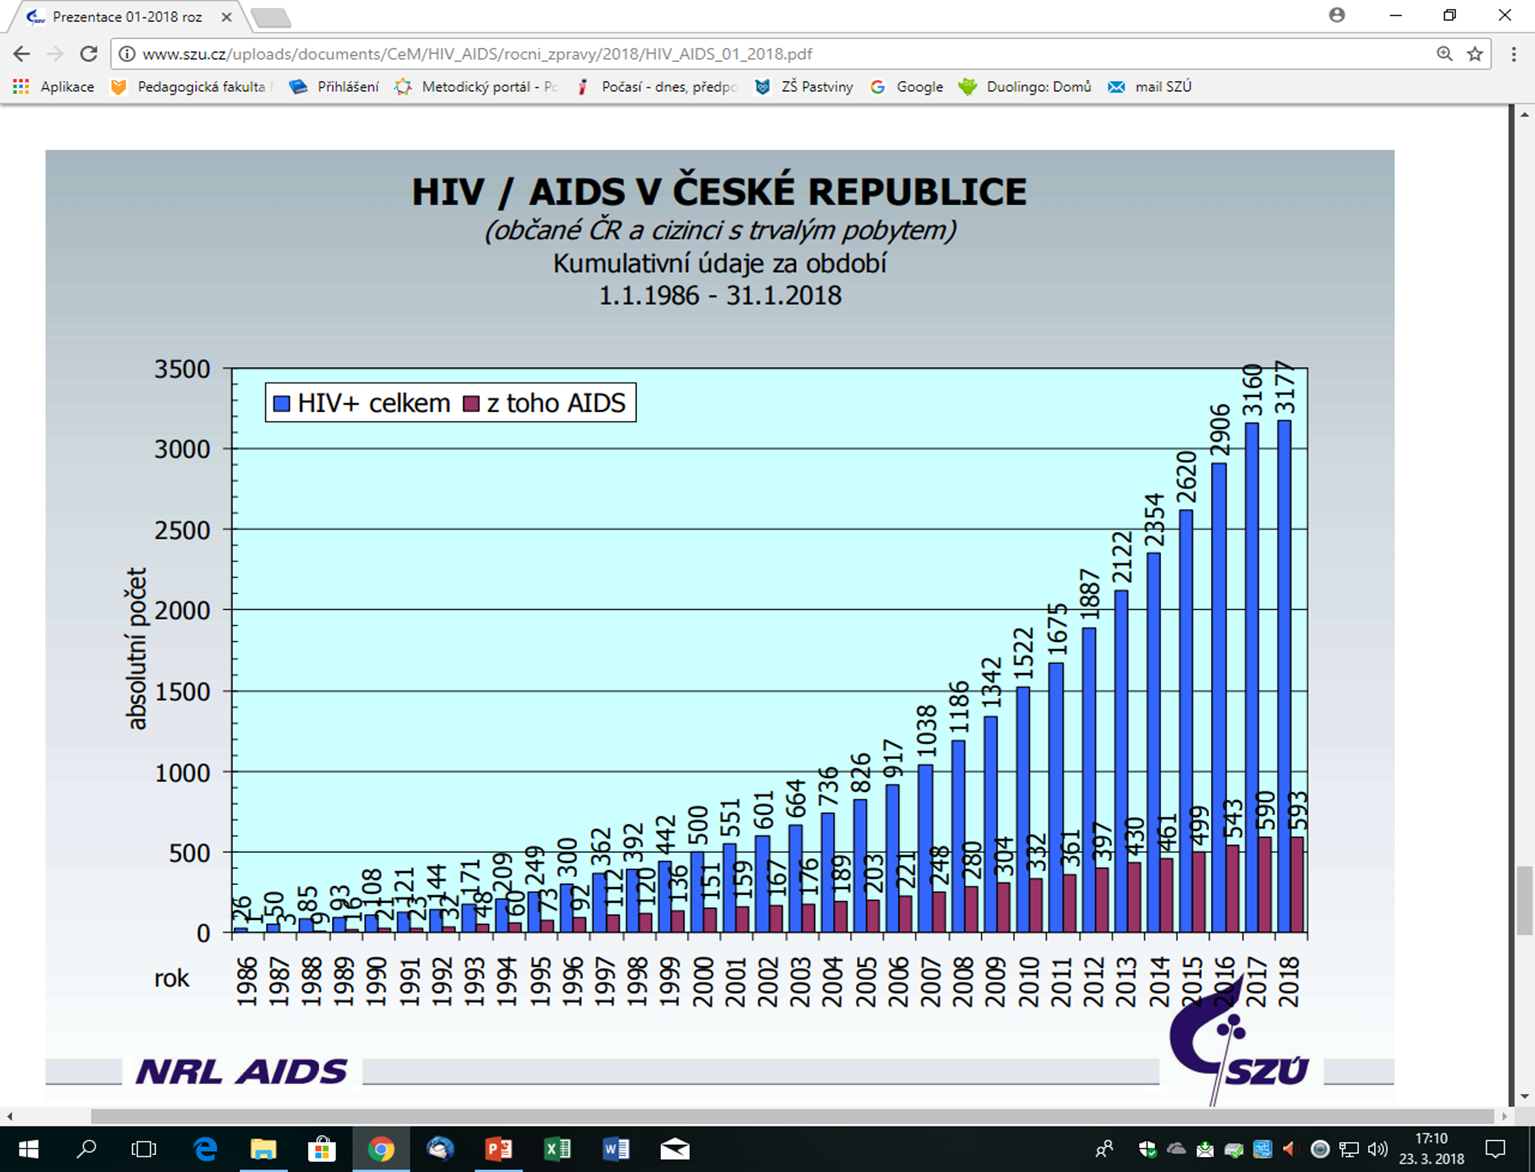 Prezentace 01-2018 roz
www.szu.cz/uploads/documents/CeM/HIV_AIDS/rocni_zpravy/2018/HIV_AIDS_01_2018.pdf
Aplikace Pedagogická fakulta Přihlášení Metodický portál - Po Počasí - dnes, předpo ZŠ Pastviny Google Duolingo: Domů mail SZÚ
HIV / AIDS V ČESKÉ REPUBLICE
(občané ČR a cizinci s trvalým pobytem)
Kumulativní údaje za období
1.1.1986 - 31.1.2018
HIV+ celkem z toho AIDS
absolutní počet
3500
3000
2500
2000
1500
1000
500
0
26 50 85 93 108 121 144 171 209 249 300 362 392 442 500 551 601 664 736 826 917 1038 1186 1342 1522 1675 1887 2122 2354 2620 2906 3160 3177
1 3 9 16 21 23 32 48 60 73 92 112 120 136 151 159 167 176 189 203 221 248 280 304 332 361 397 430 461 499 543 590 593
rok 1986 1987 1988 1989 1990 1991 1992 1993 1994 1995 1996 1997 1998 1999 2000 2001 2002 2003 2004 2005 2006 2007 2008 2009 2010 2011 2012 2013 2014 2015 2016 2017 2018
NRL AIDS
SZÚ
17:10
23. 3. 2018